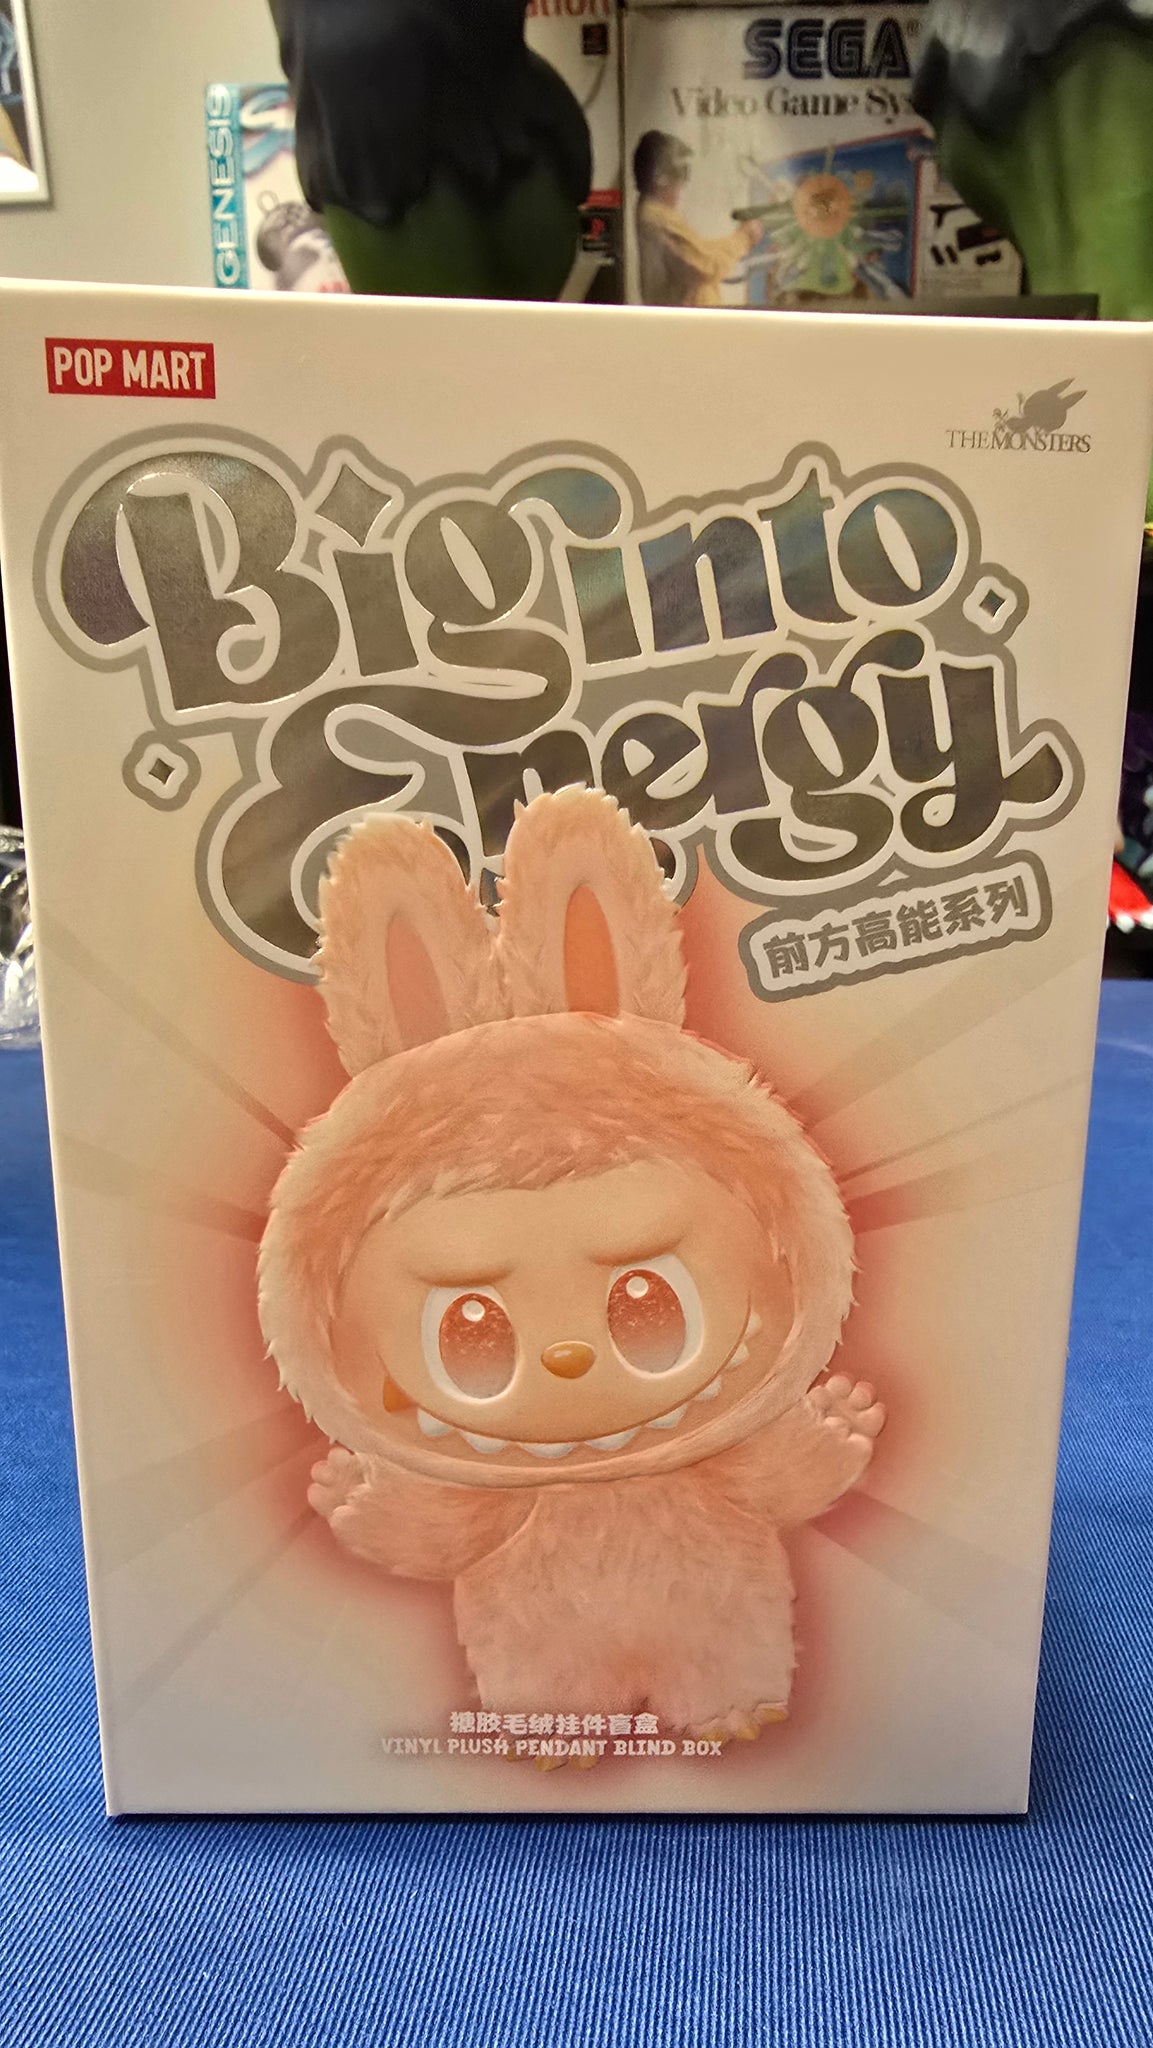 SEGA
Video Game Sy
GENESIS
POP MART
THE MONSTERS
Big into
Energy
前方高能系列
搪胶毛绒挂件盲盒
VINYL PLUSH PENDANT BLIND BOX